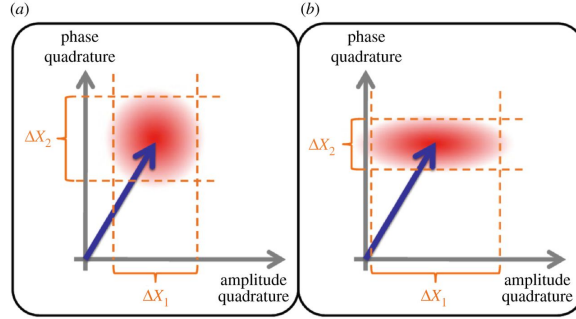 (a)
phase
quadrature
ΔX2
ΔX1
amplitude
quadrature
(b)
phase
quadrature
ΔX2
ΔX1
amplitude
quadrature